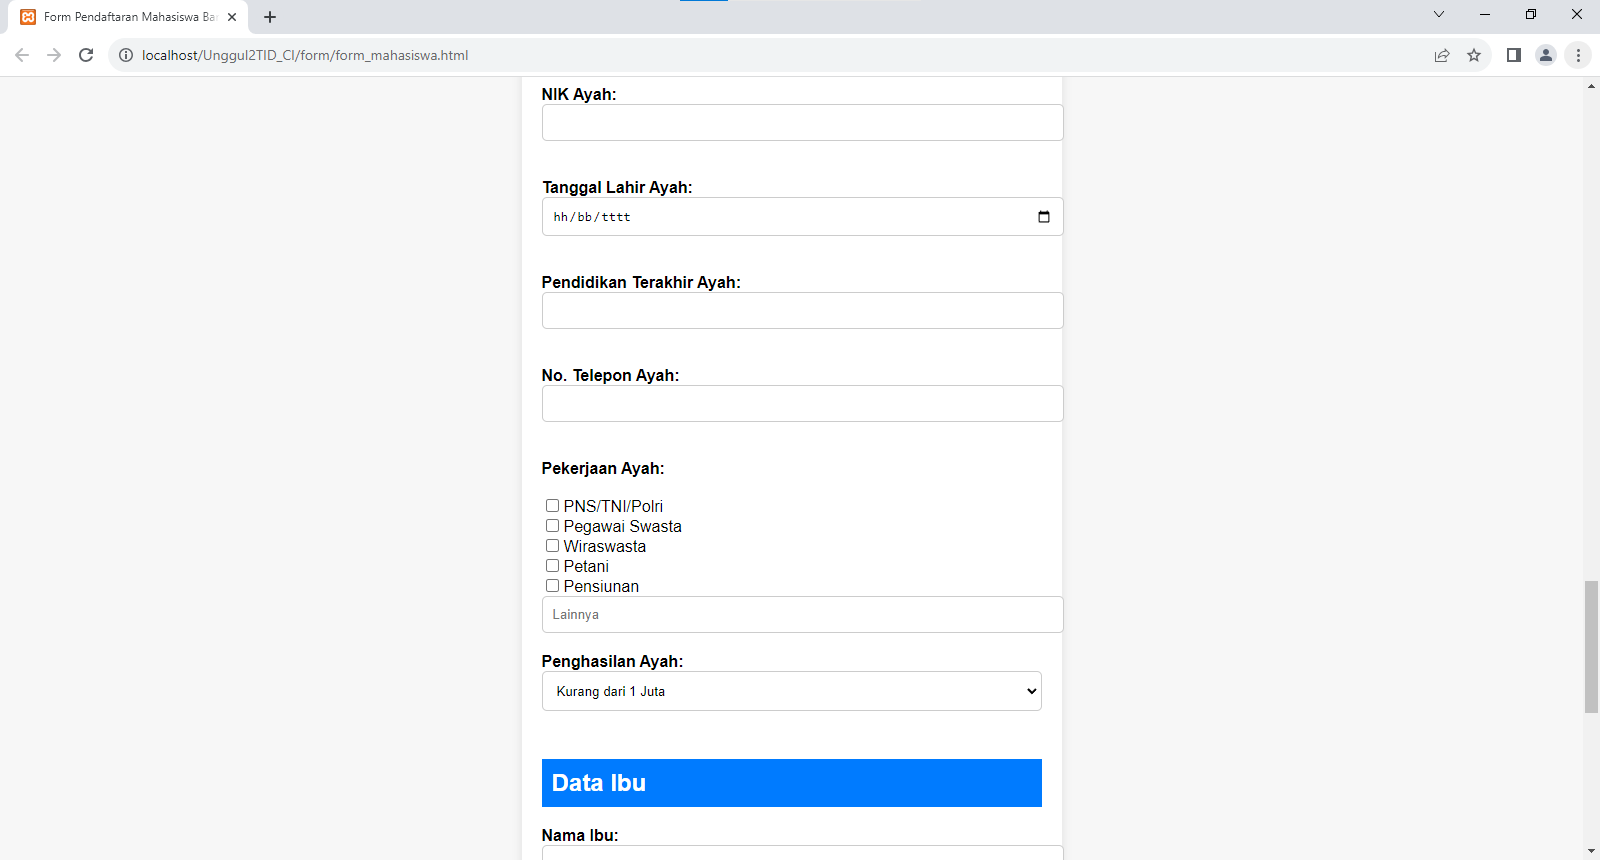 Form Pendaftaran Mahasiswa Ba
localhost/Unggul2TID_CI/form/form_mahasiswa.html
NIK Ayah:
Tanggal Lahir Ayah:
hh/bb/tttt
Pendidikan Terakhir Ayah:
No. Telepon Ayah:
Pekerjaan Ayah:
PNS/TNI/Polri
Pegawai Swasta
Wiraswasta
Petani
Pensiunan
Lainnya
Penghasilan Ayah:
Kurang dari 1 Juta
Data Ibu
Nama Ibu: